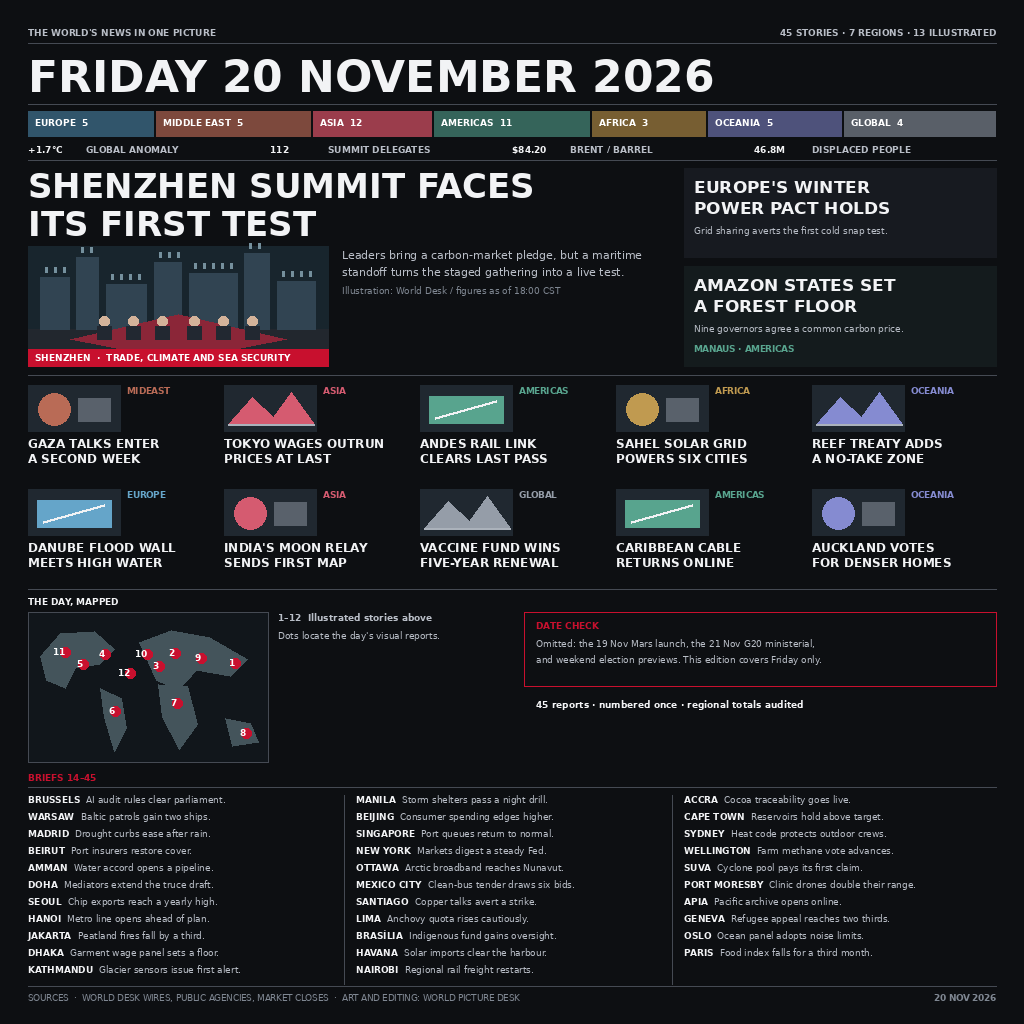 THE WORLD'S NEWS IN ONE PICTURE
45 STORIES · 7 REGIONS · 13 ILLUSTRATED
FRIDAY 20 NOVEMBER 2026
EUROPE 5
MIDDLE EAST 5
ASIA 12
AMERICAS 11
AFRICA 3
OCEANIA 5
GLOBAL 4
+1.7°C GLOBAL ANOMALY
112 SUMMIT DELEGATES
$84.20 BRENT / BARREL
46.8M DISPLACED PEOPLE
SHENZHEN SUMMIT FACES
ITS FIRST TEST
Leaders bring a carbon-market pledge, but a maritime
standoff turns the staged gathering into a live test.
Illustration: World Desk / figures as of 18:00 CST
SHENZHEN · TRADE, CLIMATE AND SEA SECURITY
EUROPE'S WINTER
POWER PACT HOLDS
Grid sharing averts the first cold snap test.
AMAZON STATES SET
A FOREST FLOOR
Nine governors agree a common carbon price.
MANAUS · AMERICAS
MIDEAST
GAZA TALKS ENTER
A SECOND WEEK
ASIA
TOKYO WAGES OUTRUN
PRICES AT LAST
AMERICAS
ANDES RAIL LINK
CLEARS LAST PASS
AFRICA
SAHEL SOLAR GRID
POWERS SIX CITIES
OCEANIA
REEF TREATY ADDS
A NO-TAKE ZONE
EUROPE
DANUBE FLOOD WALL
MEETS HIGH WATER
ASIA
INDIA'S MOON RELAY
SENDS FIRST MAP
GLOBAL
VACCINE FUND WINS
FIVE-YEAR RENEWAL
AMERICAS
CARIBBEAN CABLE
RETURNS ONLINE
OCEANIA
AUCKLAND VOTES
FOR DENSER HOMES
THE DAY, MAPPED
11
5
4
10
2
9
1
12
3
6
7
8
1–12 Illustrated stories above
Dots locate the day's visual reports.
DATE CHECK
Omitted: the 19 Nov Mars launch, the 21 Nov G20 ministerial,
and weekend election previews. This edition covers Friday only.
45 reports · numbered once · regional totals audited
BRIEFS 14–45
BRUSSELS AI audit rules clear parliament.
WARSAW Baltic patrols gain two ships.
MADRID Drought curbs ease after rain.
BEIRUT Port insurers restore cover.
AMMAN Water accord opens a pipeline.
DOHA Mediators extend the truce draft.
SEOUL Chip exports reach a yearly high.
HANOI Metro line opens ahead of plan.
JAKARTA Peatland fires fall by a third.
DHAKA Garment wage panel sets a floor.
KATHMANDU Glacier sensors issue first alert.
MANILA Storm shelters pass a night drill.
BEIJING Consumer spending edges higher.
SINGAPORE Port queues return to normal.
NEW YORK Markets digest a steady Fed.
OTTAWA Arctic broadband reaches Nunavut.
MEXICO CITY Clean-bus tender draws six bids.
SANTIAGO Copper talks avert a strike.
LIMA Anchovy quota rises cautiously.
BRASÍLIA Indigenous fund gains oversight.
HAVANA Solar imports clear the harbour.
NAIROBI Regional rail freight restarts.
ACCRA Cocoa traceability goes live.
CAPE TOWN Reservoirs hold above target.
SYDNEY Heat code protects outdoor crews.
WELLINGTON Farm methane vote advances.
SUVA Cyclone pool pays its first claim.
PORT MORESBY Clinic drones double their range.
APIA Pacific archive opens online.
GENEVA Refugee appeal reaches two thirds.
OSLO Ocean panel adopts noise limits.
PARIS Food index falls for a third month.
SOURCES · WORLD DESK WIRES, PUBLIC AGENCIES, MARKET CLOSES · ART AND EDITING: WORLD PICTURE DESK
20 NOV 2026